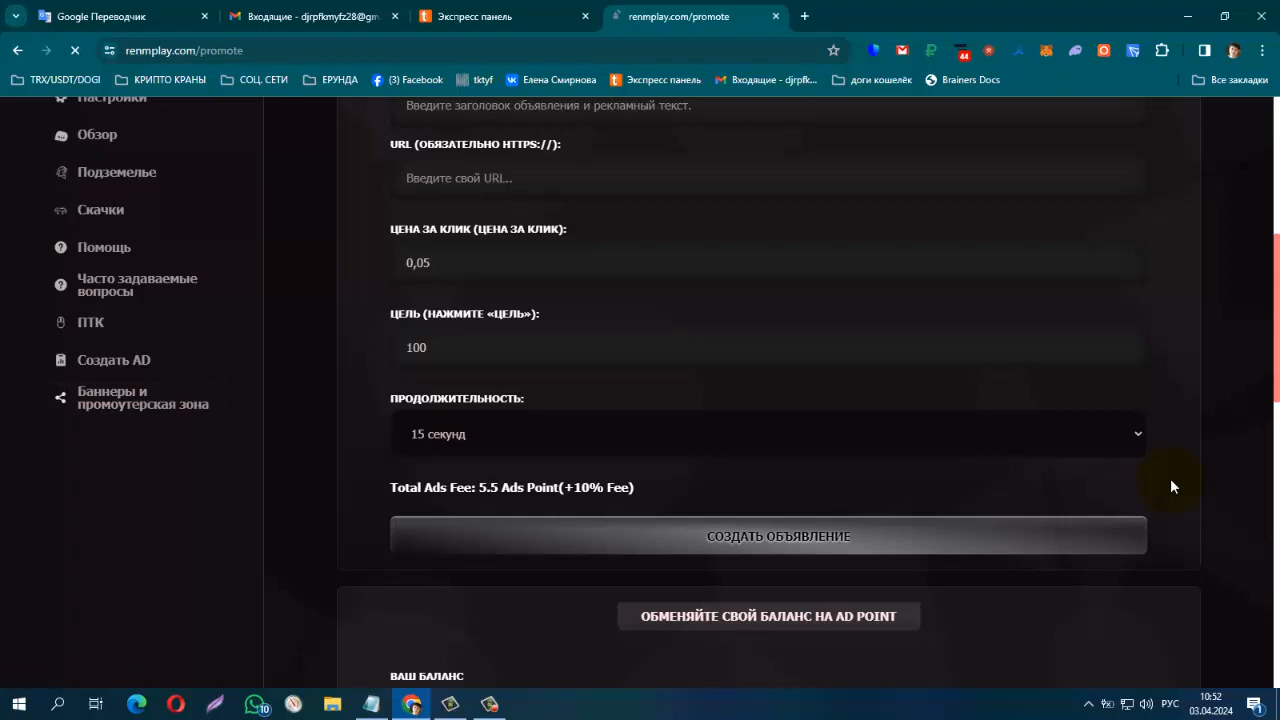 Google Переводчик
Входящие - djrpfkmyfz28@gm
Экспресс панель
renmplay.com/promote
renmplay.com/promote
44
TRX/USDT/DOGI
КРИПТО КРАНЫ
СОЦ. СЕТИ
ЕРУНДА
(3) Facebook
tktyf
Елена Смирнова
Экспресс панель
Входящие - djrpfk...
доги кошелёк
Brainers Docs
Все закладки
Настройки
Обзор
Подземелье
Скачки
Помощь
Часто задаваемые
вопросы
ПТК
Создать AD
Баннеры и
промоутерская зона
Введите заголовок объявления и рекламный текст.
URL (ОБЯЗАТЕЛЬНО HTTPS://):
Введите свой URL..
ЦЕНА ЗА КЛИК (ЦЕНА ЗА КЛИК):
0,05
ЦЕЛЬ (НАЖМИТЕ «ЦЕЛЬ»):
100
ПРОДОЛЖИТЕЛЬНОСТЬ:
15 секунд
Total Ads Fee: 5.5 Ads Point(+10% Fee)
СОЗДАТЬ ОБЪЯВЛЕНИЕ
ОБМЕНЯЙТЕ СВОЙ БАЛАНС НА AD POINT
ВАШ БАЛАНС
10
РУС
10:52
03.04.2024
1